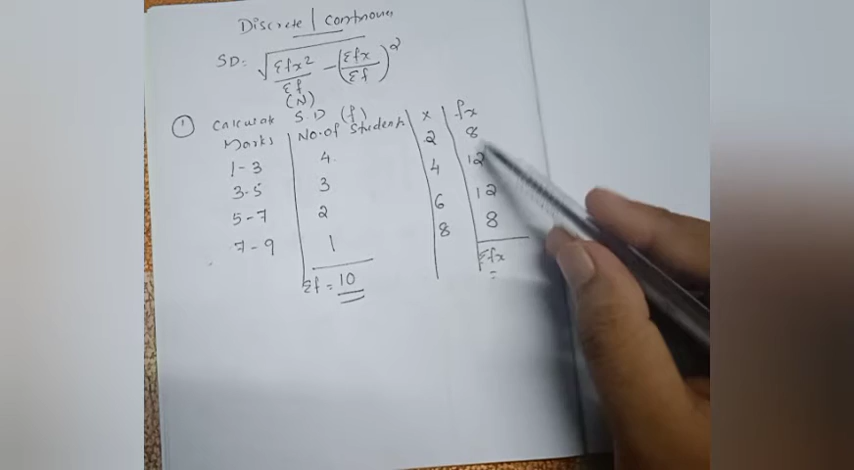 Discrete | Continuous
SD = √Σfx²/Σf - (Σfx/Σf)²
(N)
① Calculate S.D
Marks | No. of Students (f) | x | fx
1-3 | 4 | 2 | 8
3-5 | 3 | 4 | 12
5-7 | 2 | 6 | 12
7-9 | 1 | 8 | 8
Σf = 10 | Σfx =